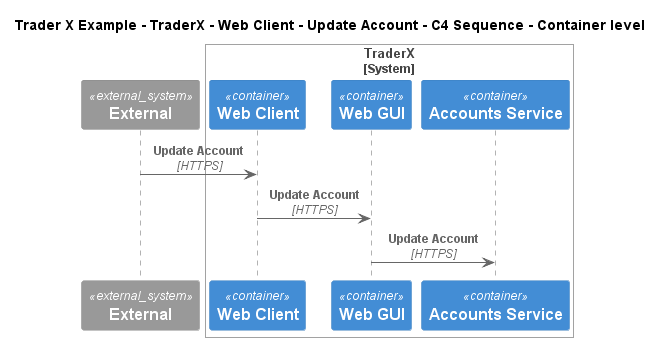 Trader X Example - TraderX - Web Client - Update Account - C4 Sequence - Container level
TraderX
[System]
«external_system»
External
«container»
Web Client
«container»
Web GUI
«container»
Accounts Service
Update Account
[HTTPS]
Update Account
[HTTPS]
Update Account
[HTTPS]
«external_system»
External
«container»
Web Client
«container»
Web GUI
«container»
Accounts Service